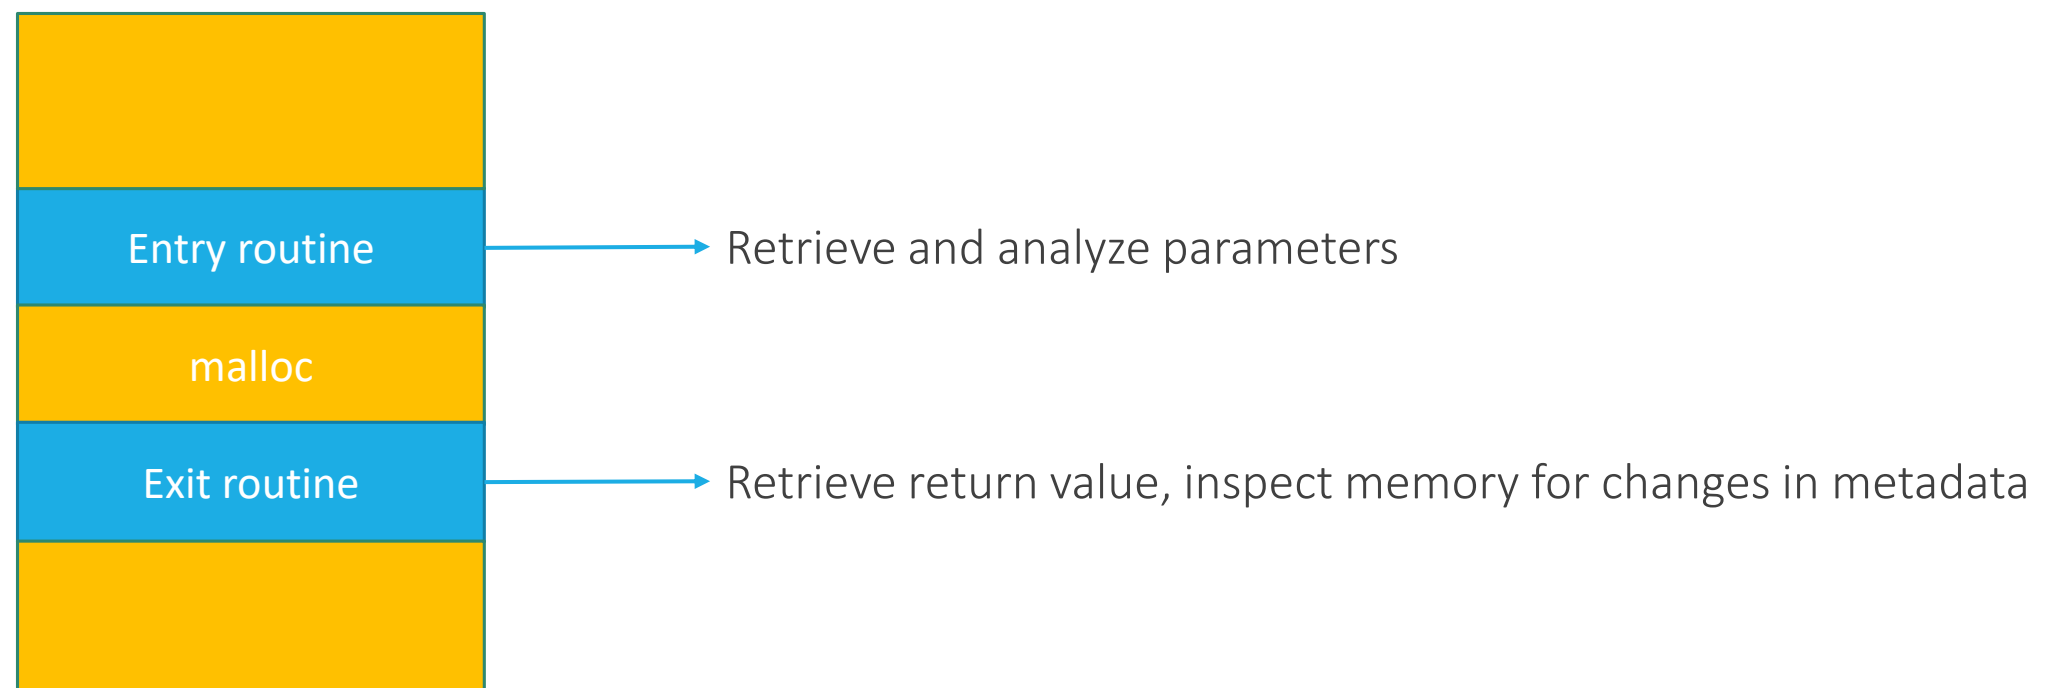 Entry routine
Retrieve and analyze parameters
malloc
Exit routine
Retrieve return value, inspect memory for changes in metadata